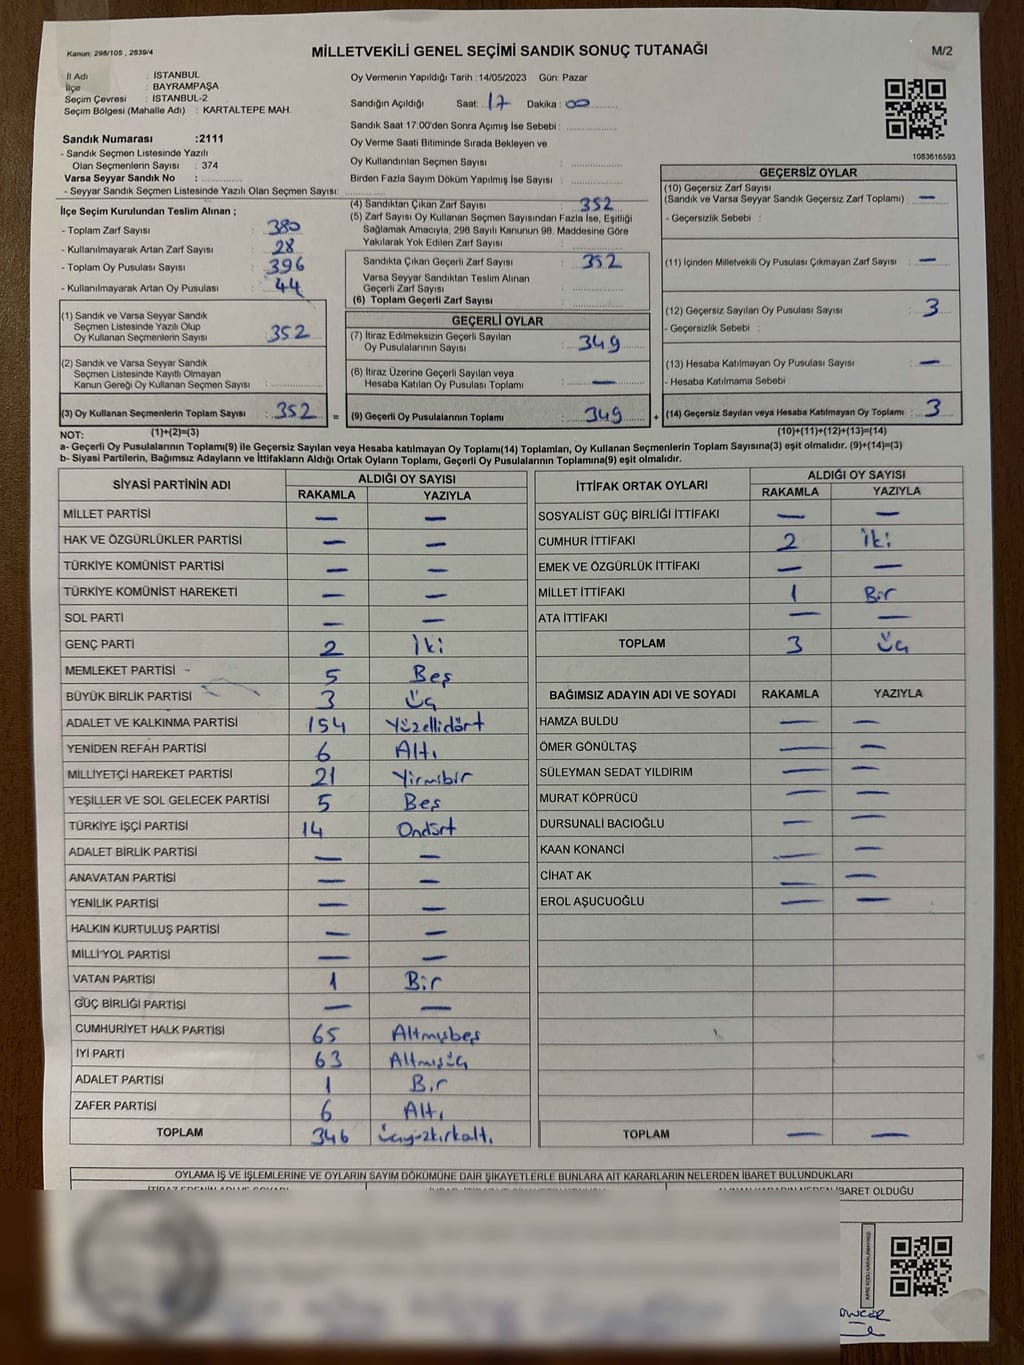 Kanun: 298/105 , 2839/4
MİLLETVEKİLİ GENEL SEÇİMİ SANDIK SONUÇ TUTANAĞI
M/2
İl Adı : İSTANBUL
İlçe : BAYRAMPAŞA
Seçim Çevresi : İSTANBUL-2
Seçim Bölgesi (Mahalle Adı) : KARTALTEPE MAH.
Sandık Numarası :2111
- Sandık Seçmen Listesinde Yazılı
Olan Seçmenlerin Sayısı : 374
Varsa Seyyar Sandık No :
- Seyyar Sandık Seçmen Listesinde Yazılı Olan Seçmen Sayısı:
Oy Vermenin Yapıldığı Tarih : 14/05/2023 Gün: Pazar
Sandığın Açıldığı Saat: 17 Dakika : 00
Sandık Saat 17:00'den Sonra Açımış İse Sebebi :
Oy Verme Saati Bitiminde Sırada Bekleyen ve
Oy Kullandırılan Seçmen Sayısı :
Birden Fazla Sayım Döküm Yapılmış İse Sayısı :
1083616593
İlçe Seçim Kurulundan Teslim Alınan ;
- Toplam Zarf Sayısı : 380
- Kullanılmayarak Artan Zarf Sayısı : 28
- Toplam Oy Pusulası Sayısı : 396
- Kullanılmayarak Artan Oy Pusulası : 44
(1) Sandık ve Varsa Seyyar Sandık
Seçmen Listesinde Yazılı Olup
Oy Kullanan Seçmenlerin Sayısı : 352
(2) Sandık ve Varsa Seyyar Sandık
Seçmen Listesinde Kayıtlı Olmayan
Kanun Gereği Oy Kullanan Seçmen Sayısı :
(3) Oy Kullanan Seçmenlerin Toplam Sayısı : 352
(4) Sandıktan Çıkan Zarf Sayısı : 352
(5) Zarf Sayısı Oy Kullanan Seçmen Sayısından Fazla İse, Eşitliği
Sağlamak Amacıyla, 298 Sayılı Kanunun 98. Maddesine Göre
Yakılarak Yok Edilen Zarf Sayısı :
Sandıkta Çıkan Geçerli Zarf Sayısı : 352
Varsa Seyyar Sandıktan Teslim Alınan
Geçerli Zarf Sayısı :
(6) Toplam Geçerli Zarf Sayısı :
GEÇERLİ OYLAR
(7) İtiraz Edilmeksizin Geçerli Sayılan
Oy Pusulalarının Sayısı : 349
(8) İtiraz Üzerine Geçerli Sayılan veya
Hesaba Katılan Oy Pusulası Toplamı : —
= (9) Geçerli Oy Pusulalarının Toplamı : 349
GEÇERSİZ OYLAR
(10) Geçersiz Zarf Sayısı
(Sandık ve Varsa Seyyar Sandık Geçersiz Zarf Toplamı) : —
- Geçersizlik Sebebi :
(11) İçinden Milletvekili Oy Pusulası Çıkmayan Zarf Sayısı : —
(12) Geçersiz Sayılan Oy Pusulası Sayısı : 3
- Geçersizlik Sebebi :
(13) Hesaba Katılmayan Oy Pusulası Sayısı : —
- Hesaba Katılmama Sebebi :
+ (14) Geçersiz Sayılan veya Hesaba Katılmayan Oy Toplamı : 3
NOT: (1)+(2)=(3)
(10)+(11)+(12)+(13)=(14)
a- Geçerli Oy Pusulalarının Toplamı(9) ile Geçersiz Sayılan veya Hesaba katılmayan Oy Toplamı(14) Toplamları, Oy Kullanan Seçmenlerin Toplam Sayısına(3) eşit olmalıdır. (9)+(14)=(3)
b- Siyasi Partilerin, Bağımsız Adayların ve İttifakların Aldığı Ortak Oyların Toplamı, Geçerli Oy Pusulalarının Toplamına(9) eşit olmalıdır.
SİYASİ PARTİNİN ADI ALDIĞI OY SAYISI
RAKAMLA YAZIYLA
MİLLET PARTİSİ — —
HAK VE ÖZGÜRLÜKLER PARTİSİ — —
TÜRKİYE KOMÜNİST PARTİSİ — —
TÜRKİYE KOMÜNİST HAREKETİ — —
SOL PARTİ — —
GENÇ PARTİ 2 İki
MEMLEKET PARTİSİ 5 Beş
BÜYÜK BİRLİK PARTİSİ 3 Üç
ADALET VE KALKINMA PARTİSİ 154 Yüzellidört
YENİDEN REFAH PARTİSİ 6 Altı
MİLLİYETÇİ HAREKET PARTİSİ 21 Yirmibir
YEŞİLLER VE SOL GELECEK PARTİSİ 5 Beş
TÜRKİYE İŞÇİ PARTİSİ 14 Ondört
ADALET BİRLİK PARTİSİ — —
ANAVATAN PARTİSİ — —
YENİLİK PARTİSİ — —
HALKIN KURTULUŞ PARTİSİ — —
MİLLİ YOL PARTİSİ — —
VATAN PARTİSİ 1 Bir
GÜÇ BİRLİĞİ PARTİSİ — —
CUMHURİYET HALK PARTİSİ 65 Altmışbeş
İYİ PARTİ 63 Altmışüç
ADALET PARTİSİ 1 Bir
ZAFER PARTİSİ 6 Altı
TOPLAM 346 Üçyüzkırkaltı
İTTİFAK ORTAK OYLARI ALDIĞI OY SAYISI
RAKAMLA YAZIYLA
SOSYALİST GÜÇ BİRLİĞİ İTTİFAKI — —
CUMHUR İTTİFAKI 2 İki
EMEK VE ÖZGÜRLÜK İTTİFAKI — —
MİLLET İTTİFAKI 1 Bir
ATA İTTİFAKI — —
TOPLAM 3 Üç
BAĞIMSIZ ADAYIN ADI VE SOYADI RAKAMLA YAZIYLA
HAMZA BULDU — —
ÖMER GÖNÜLTAŞ — —
SÜLEYMAN SEDAT YILDIRIM — —
MURAT KÖPRÜCÜ — —
DURSUNALİ BACIOĞLU — —
KAAN KONANCİ — —
CİHAT AK — —
EROL AŞUCUOĞLU — —
TOPLAM — —
OYLAMA İŞ VE İŞLEMLERİNE VE OYLARIN SAYIM DÖKÜMÜNE DAİR ŞİKAYETLERLE BUNLARA AİT KARARLARIN NELERDEN İBARET BULUNDUKLARI
İBARET OLDUĞU